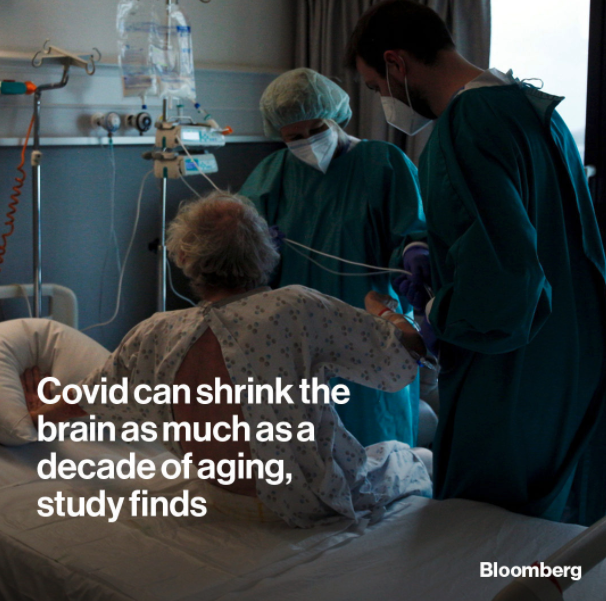 Covid can shrink the
brain as much as a
decade of aging,
study finds
Bloomberg